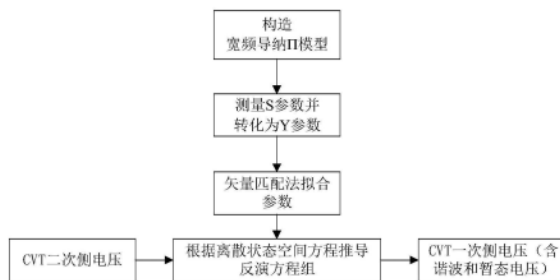 构造
宽频导纳Π模型
测量S参数并
转化为Y参数
矢量匹配法拟合
参数
CVT二次侧电压
根据离散状态空间方程推导
反演方程组
CVT一次侧电压（含
谐波和暂态电压）